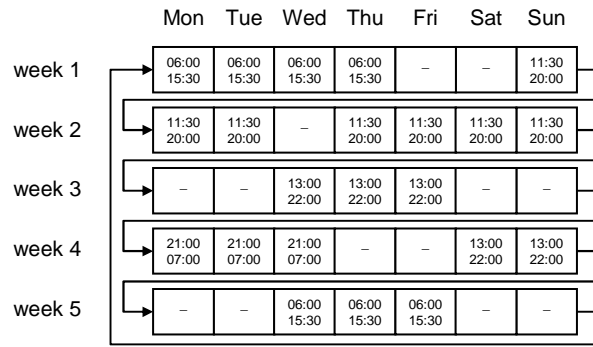 Mon Tue Wed Thu Fri Sat Sun
week 1
06:00 06:00 06:00 06:00 – – 11:30
15:30 15:30 15:30 15:30 20:00
week 2
11:30 11:30 – 11:30 11:30 11:30 11:30
20:00 20:00 20:00 20:00 20:00 20:00
week 3
– – 13:00 13:00 13:00 – –
22:00 22:00 22:00
week 4
21:00 21:00 21:00 – – 13:00 13:00
07:00 07:00 07:00 22:00 22:00
week 5
– – 06:00 06:00 06:00 – –
15:30 15:30 15:30